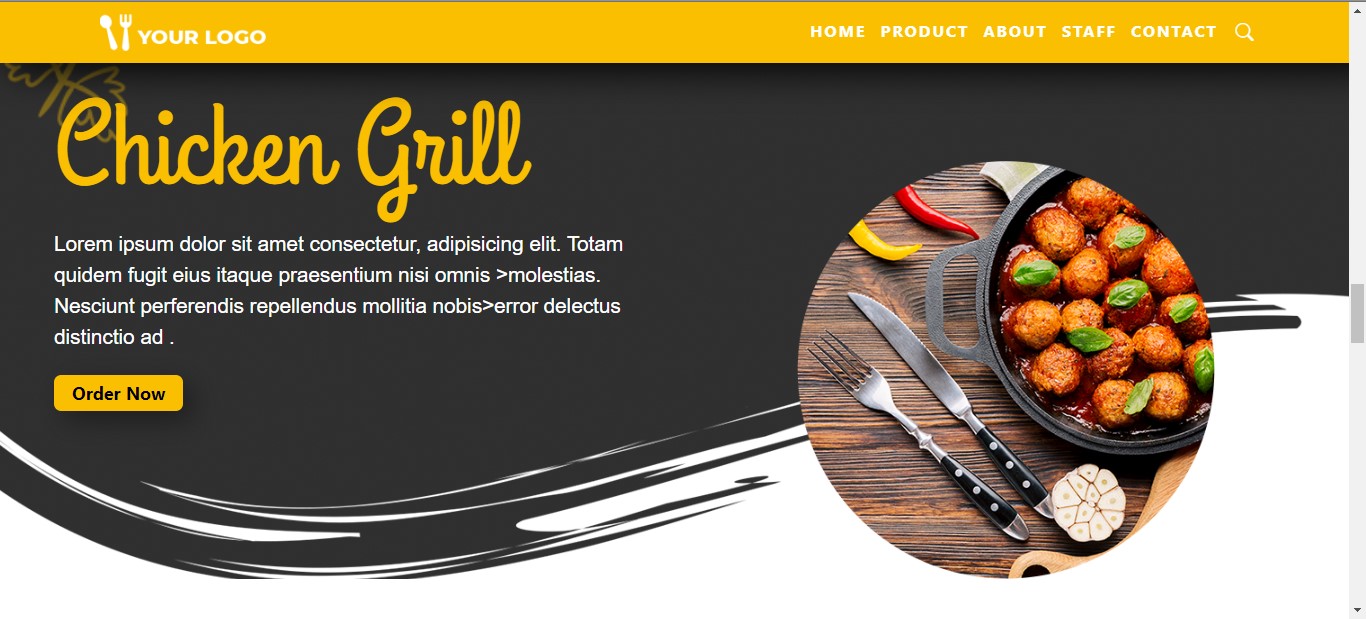 YOUR LOGO
HOME PRODUCT ABOUT STAFF CONTACT
Chicken Grill
Lorem ipsum dolor sit amet consectetur, adipisicing elit. Totam
quidem fugit eius itaque praesentium nisi omnis >molestias.
Nesciunt perferendis repellendus mollitia nobis>error delectus
distinctio ad .
Order Now